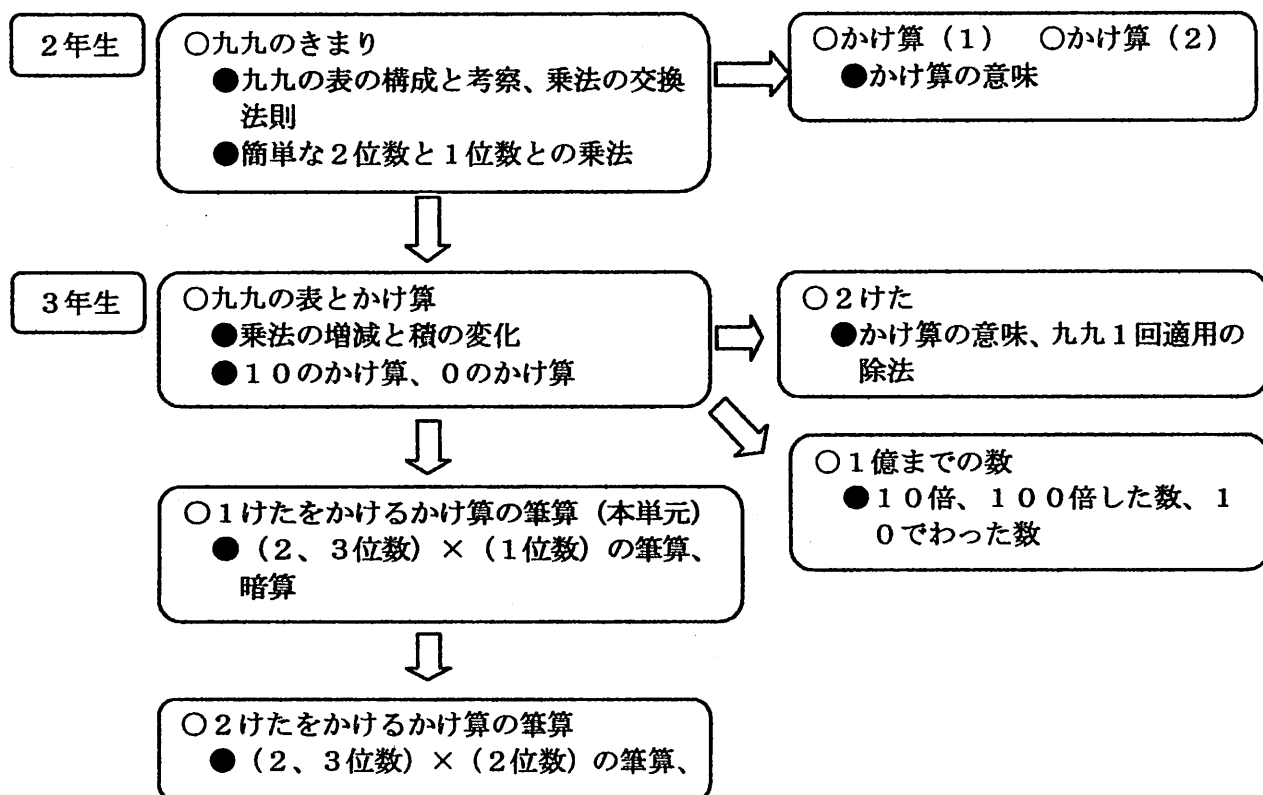 2年生
○九九のきまり
●九九の表の構成と考察、乗法の交換
法則
●簡単な2位数と1位数との乗法
○かけ算（1）　○かけ算（2）
●かけ算の意味
3年生
○九九の表とかけ算
●乗法の増減と積の変化
●１０のかけ算、０のかけ算
○２けた
●かけ算の意味、九九１回適用の
除法
○１億までの数
●１０倍、１００倍した数、１
０でわった数
○１けたをかけるかけ算の筆算（本単元）
●（２、３位数）×（１位数）の筆算、
暗算
○２けたをかけるかけ算の筆算
●（２、３位数）×（２位数）の筆算、